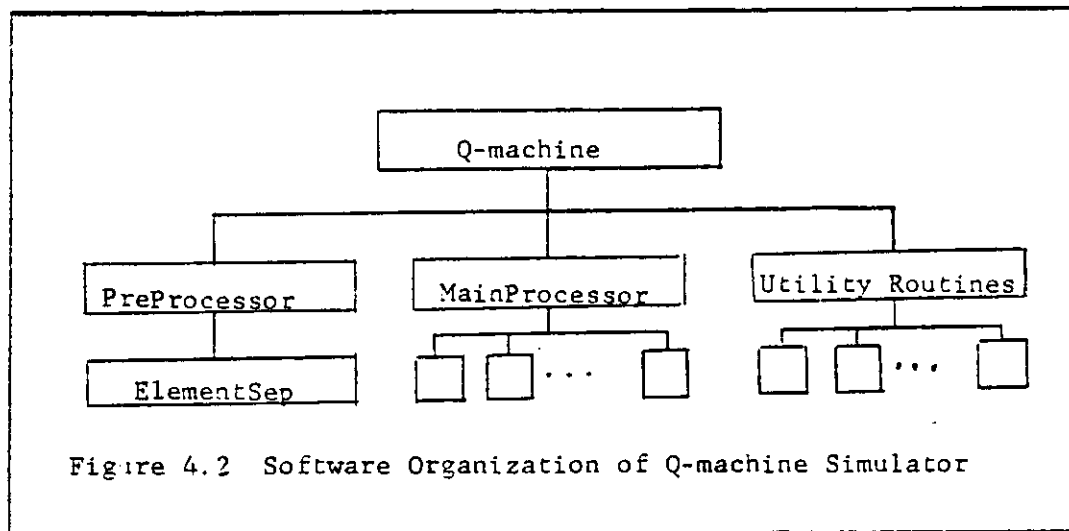 Q-machine
PreProcessor
MainProcessor
Utility Routines
ElementSep
...
...
Figure 4.2 Software Organization of Q-machine Simulator